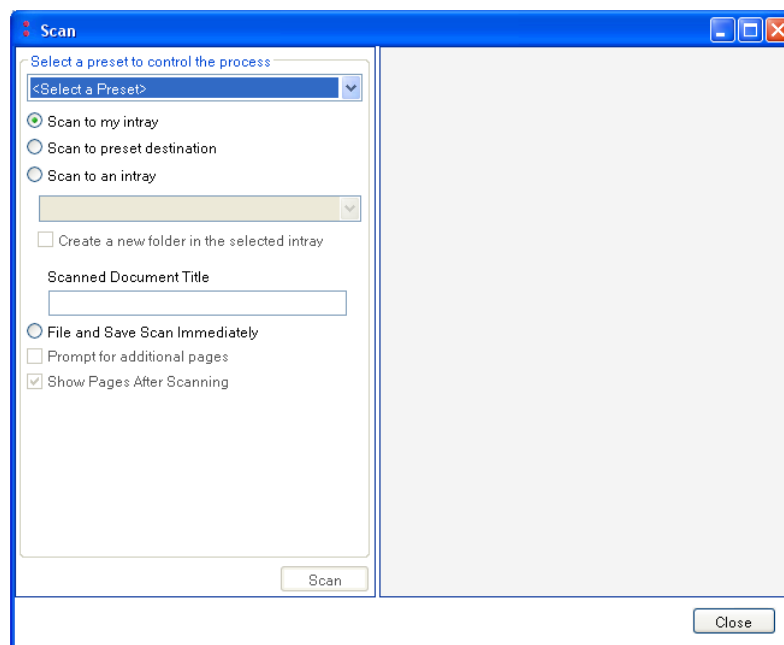 Scan
Select a preset to control the process
<Select a Preset>
Scan to my intray
Scan to preset destination
Scan to an intray
Create a new folder in the selected intray
Scanned Document Title
File and Save Scan Immediately
Prompt for additional pages
Show Pages After Scanning
Scan
Close